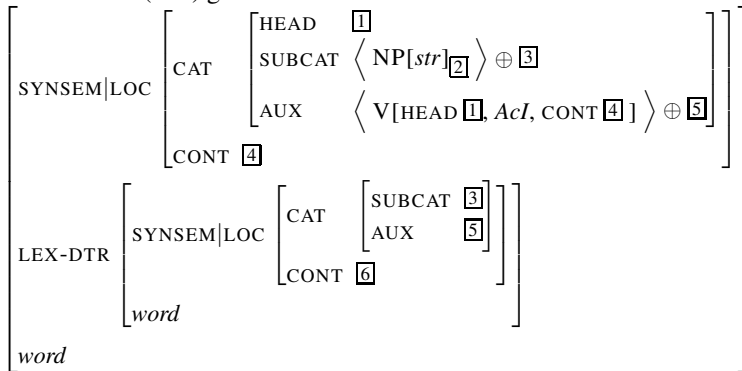 HEAD 1
SUBCAT ⟨ NP[str]2 ⟩ ⊕ 3
CAT
SYNSEM|LOC
AUX ⟨ V[HEAD 1, AcI, CONT 4 ] ⟩ ⊕ 5
CONT 4
SUBCAT 3
CAT
SYNSEM|LOC
AUX 5
LEX-DTR
CONT 6
word
word